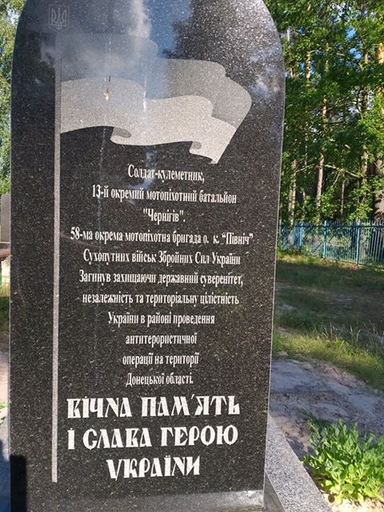 Солдат-кулеметник,
13-й окремий мотопіхотний батальйон
"Чернігів".
58-ма окрема мотопіхотна бригада о. к. "Північ"
Сухопутних військ Збройних Сил України
Загинув захищаючи державний суверенітет,
незалежність та територіальну цілістність
України в районі проведення
антитерористичної
операції на території
Донецької області.
ВІЧНА ПАМ'ЯТЬ
І СЛАВА ГЕРОЮ
УКРАЇНИ